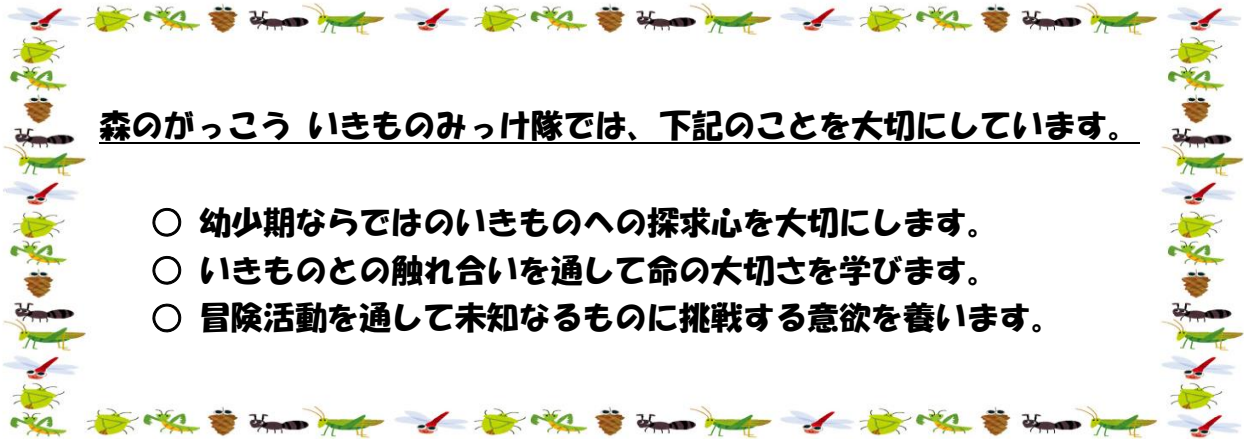 森のがっこう いきものみっけ隊では、下記のことを大切にしています。
○ 幼少期ならではのいきものへの探求心を大切にします。
○ いきものとの触れ合いを通して命の大切さを学びます。
○ 冒険活動を通して未知なるものに挑戦する意欲を養います。